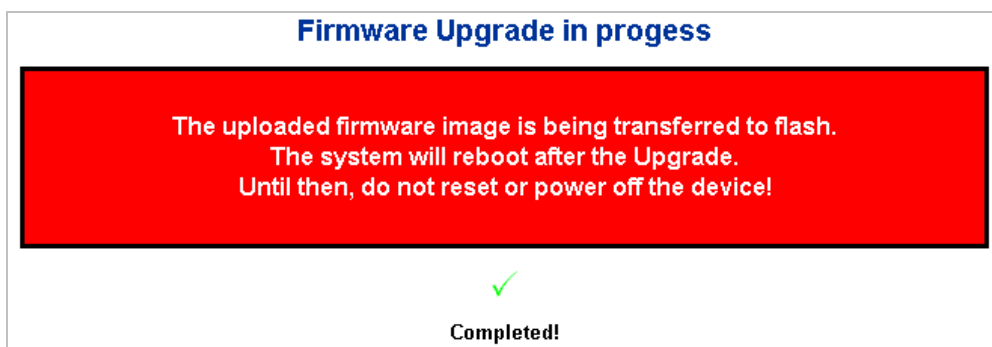 Firmware Upgrade in progess
The uploaded firmware image is being transferred to flash.
The system will reboot after the Upgrade.
Until then, do not reset or power off the device!
Completed!